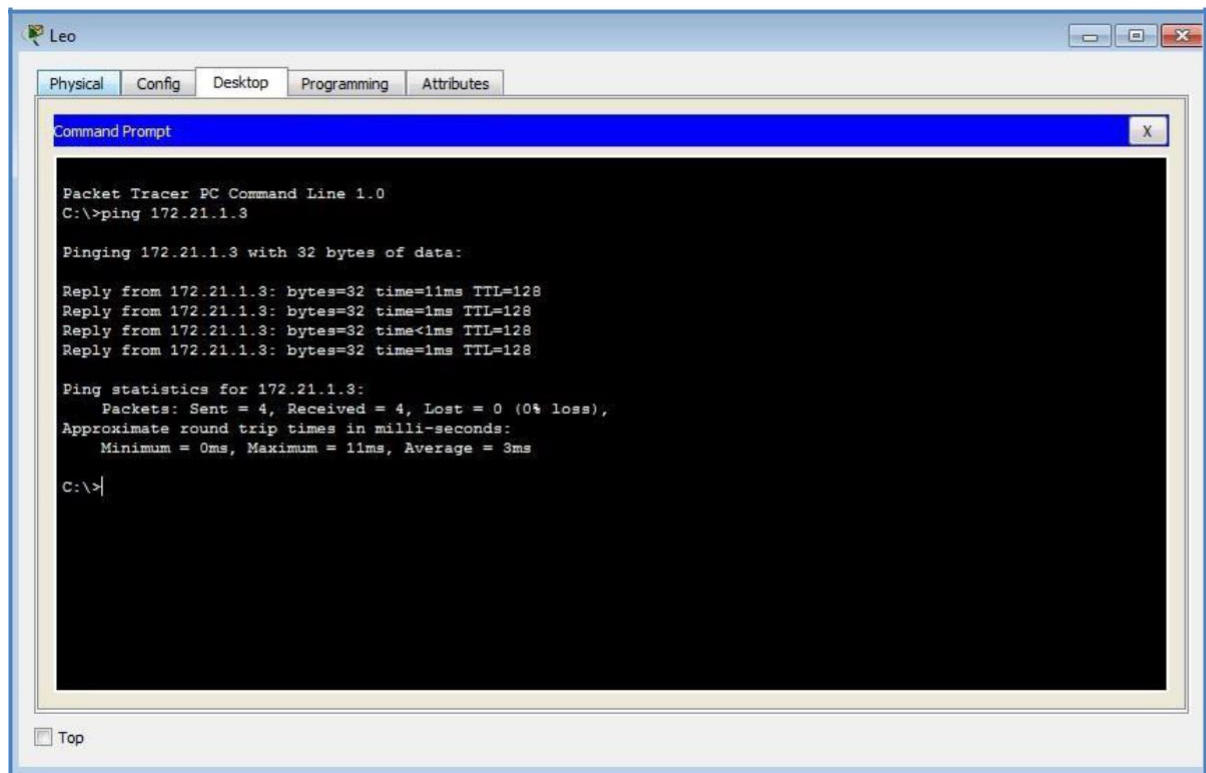 Leo
Physical Config Desktop Programming Attributes
Command Prompt
X
Packet Tracer PC Command Line 1.0
C:\>ping 172.21.1.3
Pinging 172.21.1.3 with 32 bytes of data:
Reply from 172.21.1.3: bytes=32 time=11ms TTL=128
Reply from 172.21.1.3: bytes=32 time=1ms TTL=128
Reply from 172.21.1.3: bytes=32 time<1ms TTL=128
Reply from 172.21.1.3: bytes=32 time=1ms TTL=128
Ping statistics for 172.21.1.3:
Packets: Sent = 4, Received = 4, Lost = 0 (0% loss),
Approximate round trip times in milli-seconds:
Minimum = 0ms, Maximum = 11ms, Average = 3ms
C:\>
Top